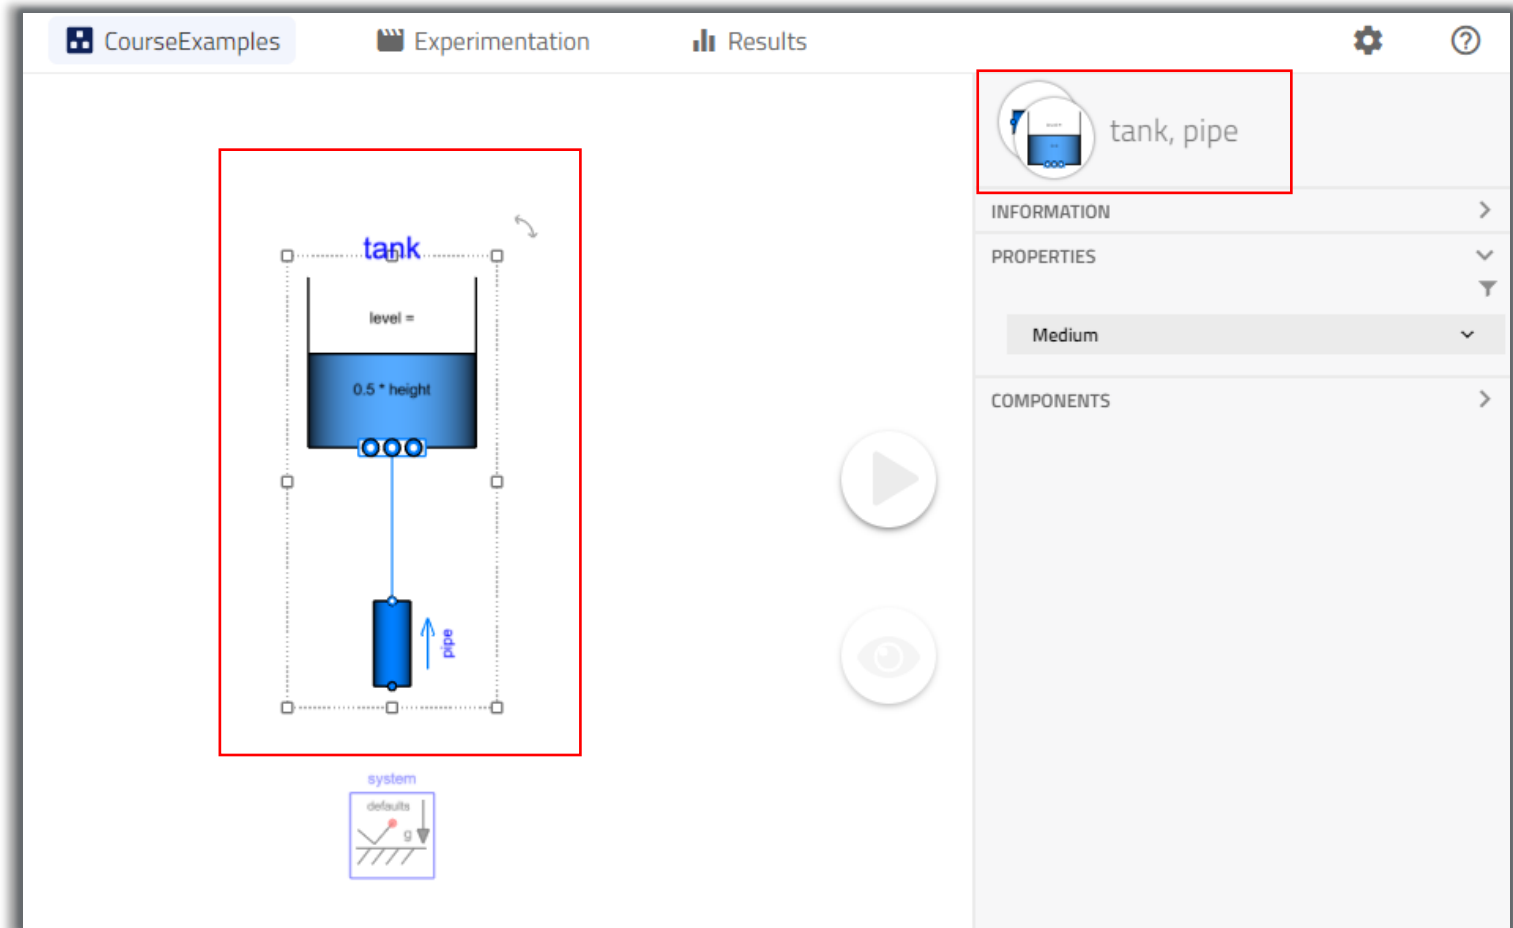 CourseExamples
Experimentation
Results
tank, pipe
INFORMATION
PROPERTIES
Medium
COMPONENTS
tank
level =
0.5 * height
pipe
system
defaults
g